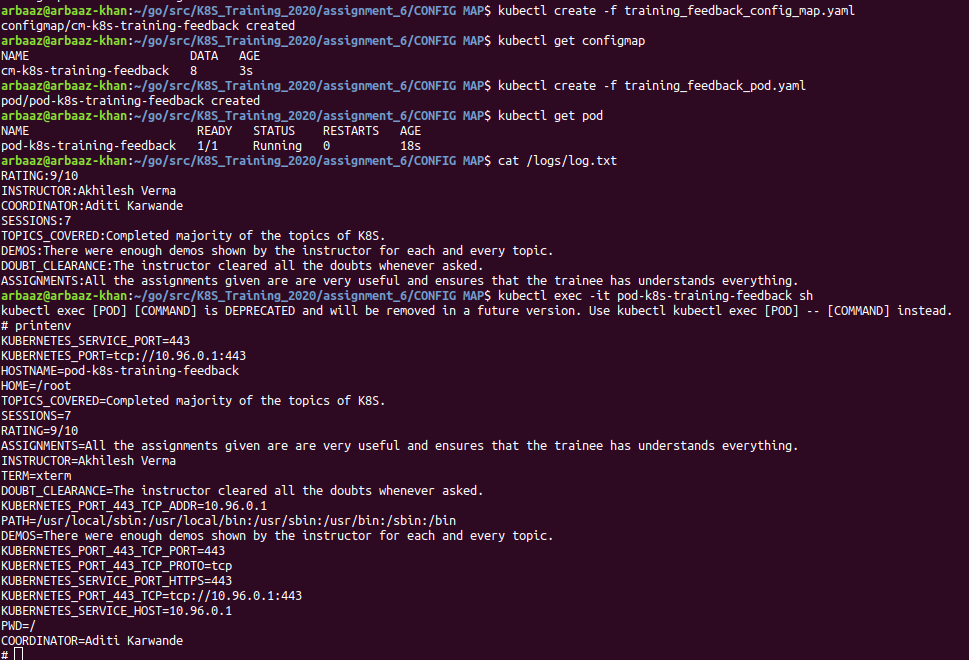 arbaaz@arbaaz-khan:~/go/src/K8S_Training_2020/assignment_6/CONFIG MAP$ kubectl create -f training_feedback_config_map.yaml
configmap/cm-k8s-training-feedback created
arbaaz@arbaaz-khan:~/go/src/K8S_Training_2020/assignment_6/CONFIG MAP$ kubectl get configmap
NAME                       DATA   AGE
cm-k8s-training-feedback   8      3s
arbaaz@arbaaz-khan:~/go/src/K8S_Training_2020/assignment_6/CONFIG MAP$ kubectl create -f training_feedback_pod.yaml
pod/pod-k8s-training-feedback created
arbaaz@arbaaz-khan:~/go/src/K8S_Training_2020/assignment_6/CONFIG MAP$ kubectl get pod
NAME                        READY   STATUS    RESTARTS   AGE
pod-k8s-training-feedback   1/1     Running   0          18s
arbaaz@arbaaz-khan:~/go/src/K8S_Training_2020/assignment_6/CONFIG MAP$ cat /logs/log.txt
RATING:9/10
INSTRUCTOR:Akhilesh Verma
COORDINATOR:Aditi Karwande
SESSIONS:7
TOPICS_COVERED:Completed majority of the topics of K8S.
DEMOS:There were enough demos shown by the instructor for each and every topic.
DOUBT_CLEARANCE:The instructor cleared all the doubts whenever asked.
ASSIGNMENTS:All the assignments given are are very useful and ensures that the trainee has understands everything.
arbaaz@arbaaz-khan:~/go/src/K8S_Training_2020/assignment_6/CONFIG MAP$ kubectl exec -it pod-k8s-training-feedback sh
kubectl exec [POD] [COMMAND] is DEPRECATED and will be removed in a future version. Use kubectl kubectl exec [POD] -- [COMMAND] instead.
# printenv
KUBERNETES_SERVICE_PORT=443
KUBERNETES_PORT=tcp://10.96.0.1:443
HOSTNAME=pod-k8s-training-feedback
HOME=/root
TOPICS_COVERED=Completed majority of the topics of K8S.
SESSIONS=7
RATING=9/10
ASSIGNMENTS=All the assignments given are are very useful and ensures that the trainee has understands everything.
INSTRUCTOR=Akhilesh Verma
TERM=xterm
DOUBT_CLEARANCE=The instructor cleared all the doubts whenever asked.
KUBERNETES_PORT_443_TCP_ADDR=10.96.0.1
PATH=/usr/local/sbin:/usr/local/bin:/usr/sbin:/usr/bin:/sbin:/bin
DEMOS=There were enough demos shown by the instructor for each and every topic.
KUBERNETES_PORT_443_TCP_PORT=443
KUBERNETES_PORT_443_TCP_PROTO=tcp
KUBERNETES_SERVICE_PORT_HTTPS=443
KUBERNETES_PORT_443_TCP=tcp://10.96.0.1:443
KUBERNETES_SERVICE_HOST=10.96.0.1
PWD=/
COORDINATOR=Aditi Karwande
#